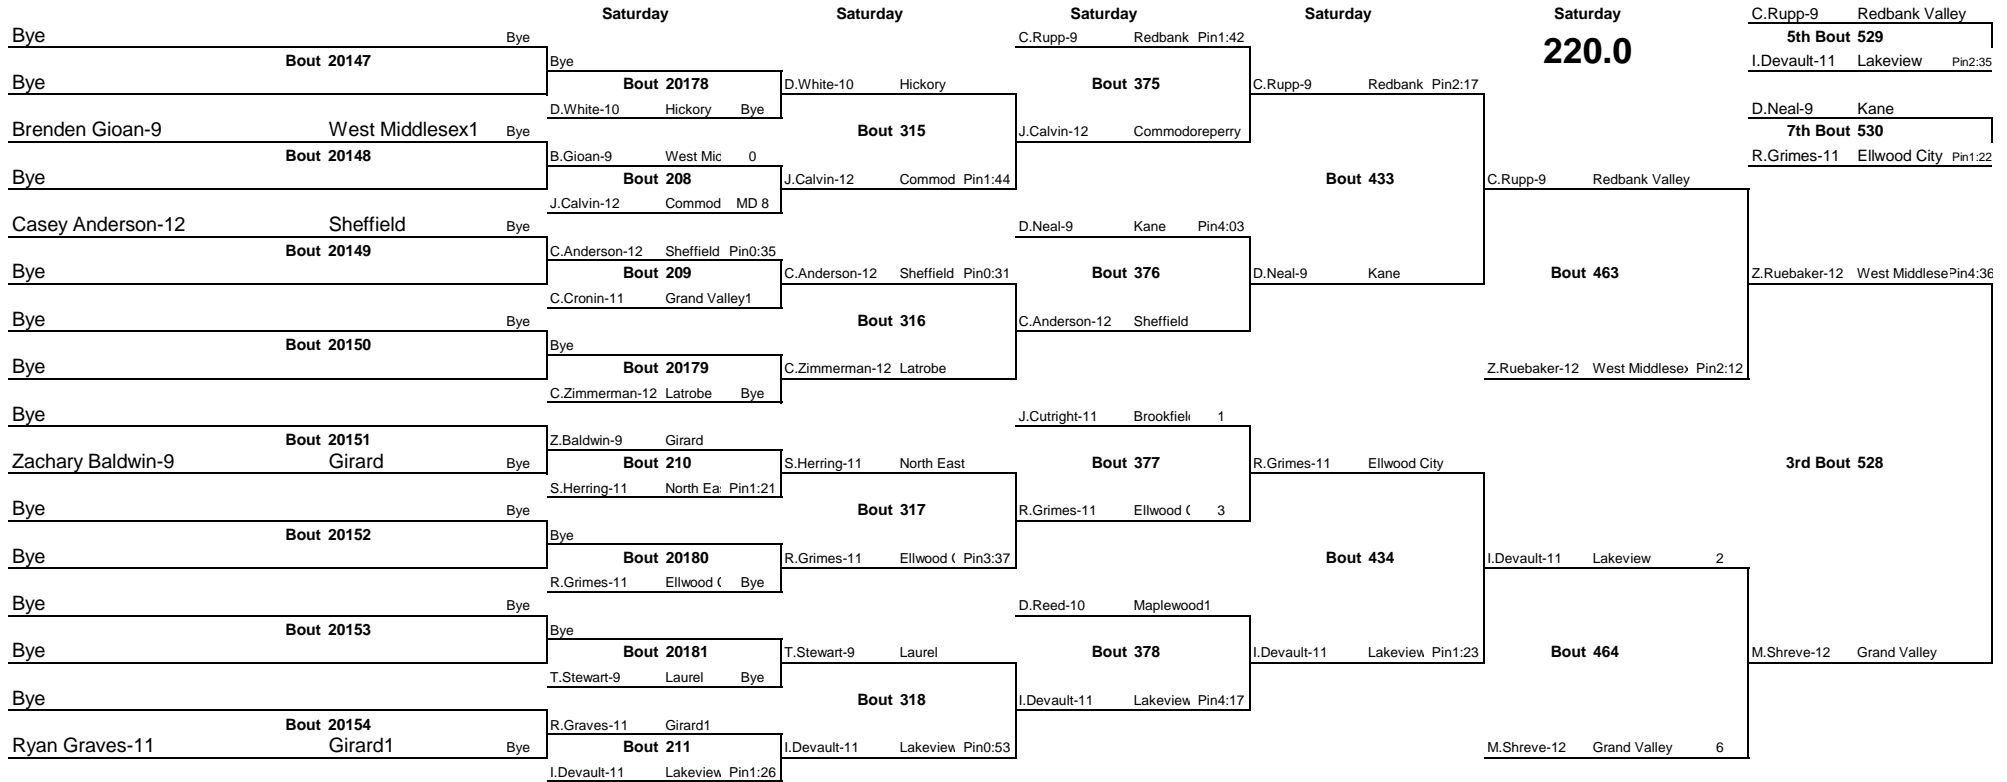 Saturday Saturday Saturday Saturday Saturday C.Rupp-9 Redbank Valley
Bye Bye C.Rupp-9 Redbank Pin1:42 220.0 5th Bout 529
Bout 20147 Bye I.Devault-11 Lakeview Pin2:35
Bye Bout 20178 D.White-10 Hickory Bout 375 C.Rupp-9 Redbank Pin2:17
D.White-10 Hickory Bye D.Neal-9 Kane
Brenden Gioan-9 West Middlesex1 Bye Bout 315 J.Calvin-12 Commodoreperry 7th Bout 530
Bout 20148 B.Gioan-9 West Mid 0 R.Grimes-11 Ellwood City Pin1:22
Bye Bout 208 J.Calvin-12 Commod Pin1:44 Bout 433 C.Rupp-9 Redbank Valley
J.Calvin-12 Commod MD 8
Casey Anderson-12 Sheffield Bye D.Neal-9 Kane Pin4:03
Bout 20149 C.Anderson-12 Sheffield Pin0:35
Bye Bout 209 C.Anderson-12 Sheffield Pin0:31 Bout 376 D.Neal-9 Kane Bout 463 Z.Ruebaker-12 West Middlese Pin4:36
C.Cronin-11 Grand Valley1
Bye Bye Bout 316 C.Anderson-12 Sheffield
Bout 20150 Bye
Bye Bout 20179 C.Zimmerman-12 Latrobe Z.Ruebaker-12 West Middlesex Pin2:12
C.Zimmerman-12 Latrobe Bye
Bye J.Cutright-11 Brookfiel 1
Bout 20151 Z.Baldwin-9 Girard
Zachary Baldwin-9 Girard Bye Bout 210 S.Herring-11 North East Bout 377 R.Grimes-11 Ellwood City 3rd Bout 528
S.Herring-11 North Ea Pin1:21
Bye Bye Bout 317 R.Grimes-11 Ellwood ( 3
Bout 20152 Bye
Bye Bout 20180 R.Grimes-11 Ellwood ( Pin3:37 Bout 434 I.Devault-11 Lakeview 2
R.Grimes-11 Ellwood ( Bye
Bye Bye D.Reed-10 Maplewood1
Bout 20153 Bye
Bye Bout 20181 T.Stewart-9 Laurel Bout 378 I.Devault-11 Lakeview Pin1:23 Bout 464 M.Shreve-12 Grand Valley
T.Stewart-9 Laurel Bye
Bye Bout 318 I.Devault-11 Lakeview Pin4:17
Bout 20154 R.Graves-11 Girard1
Ryan Graves-11 Girard1 Bye Bout 211 I.Devault-11 Lakeview Pin0:53 M.Shreve-12 Grand Valley 6
I.Devault-11 Lakeview Pin1:26